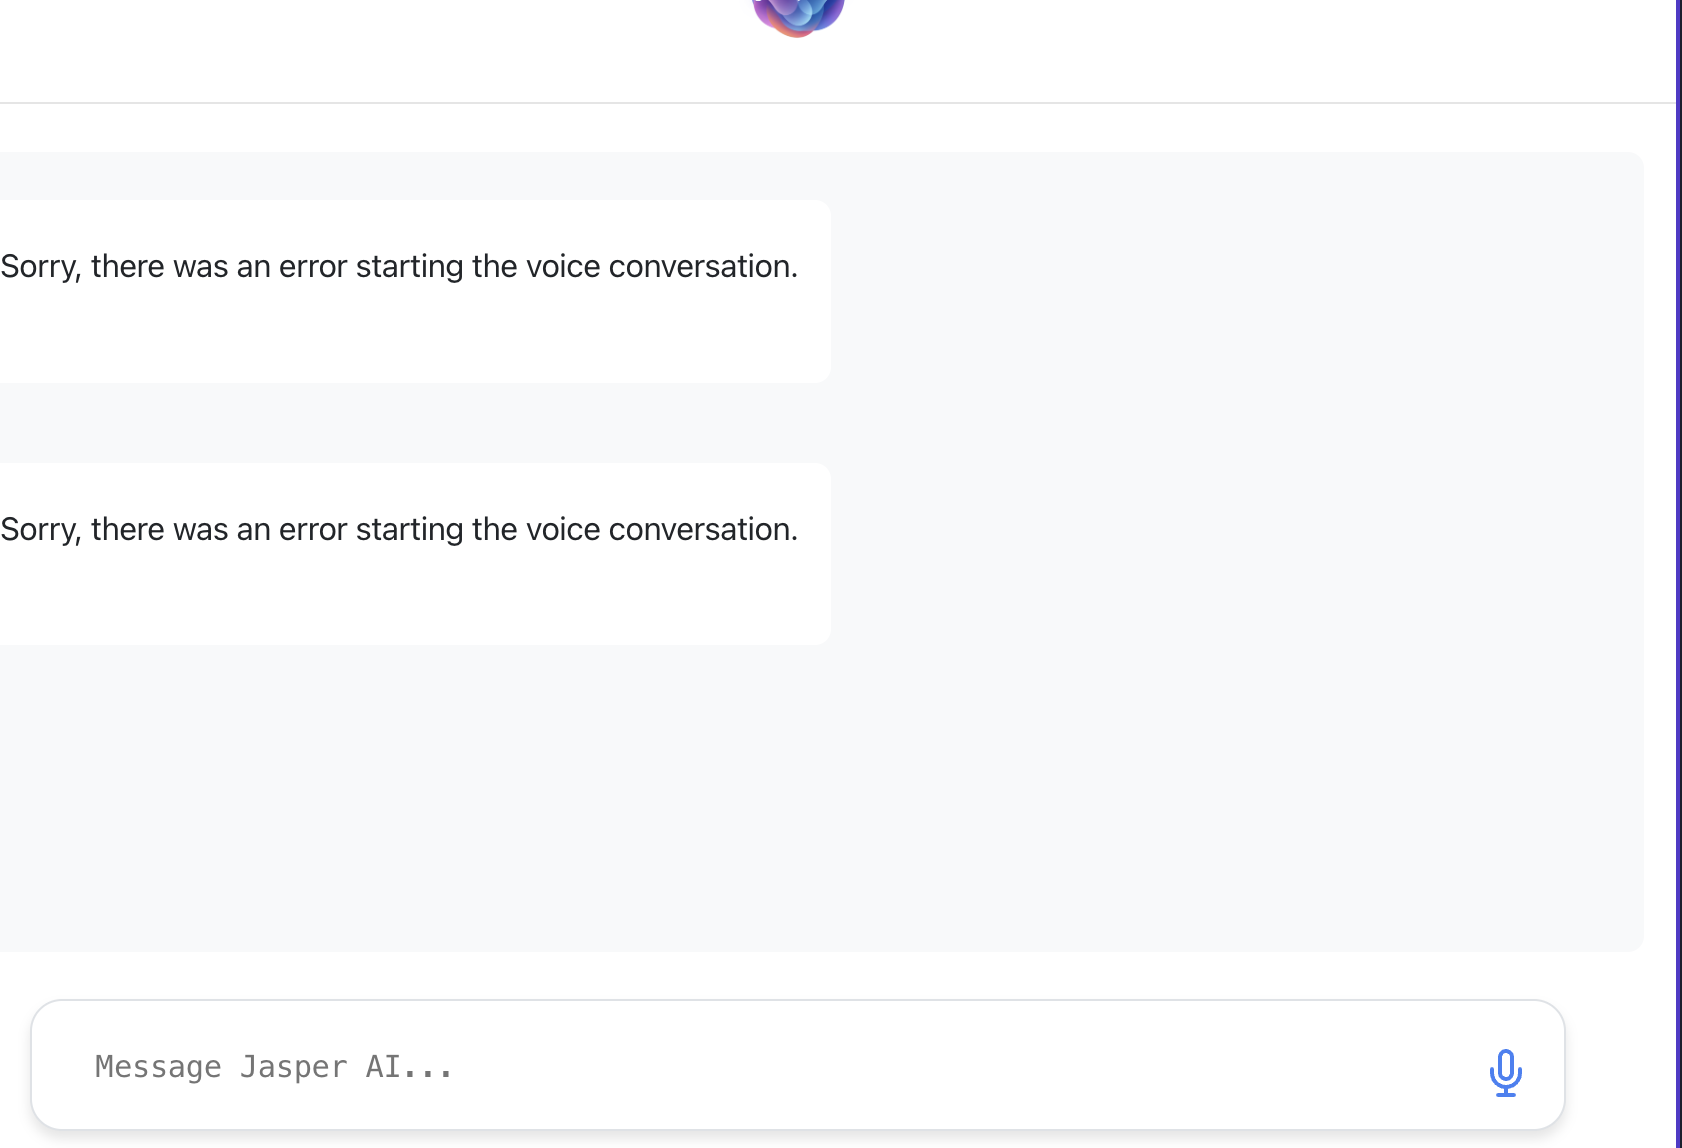 Sorry, there was an error starting the voice conversation.
Sorry, there was an error starting the voice conversation.
Message Jasper AI...